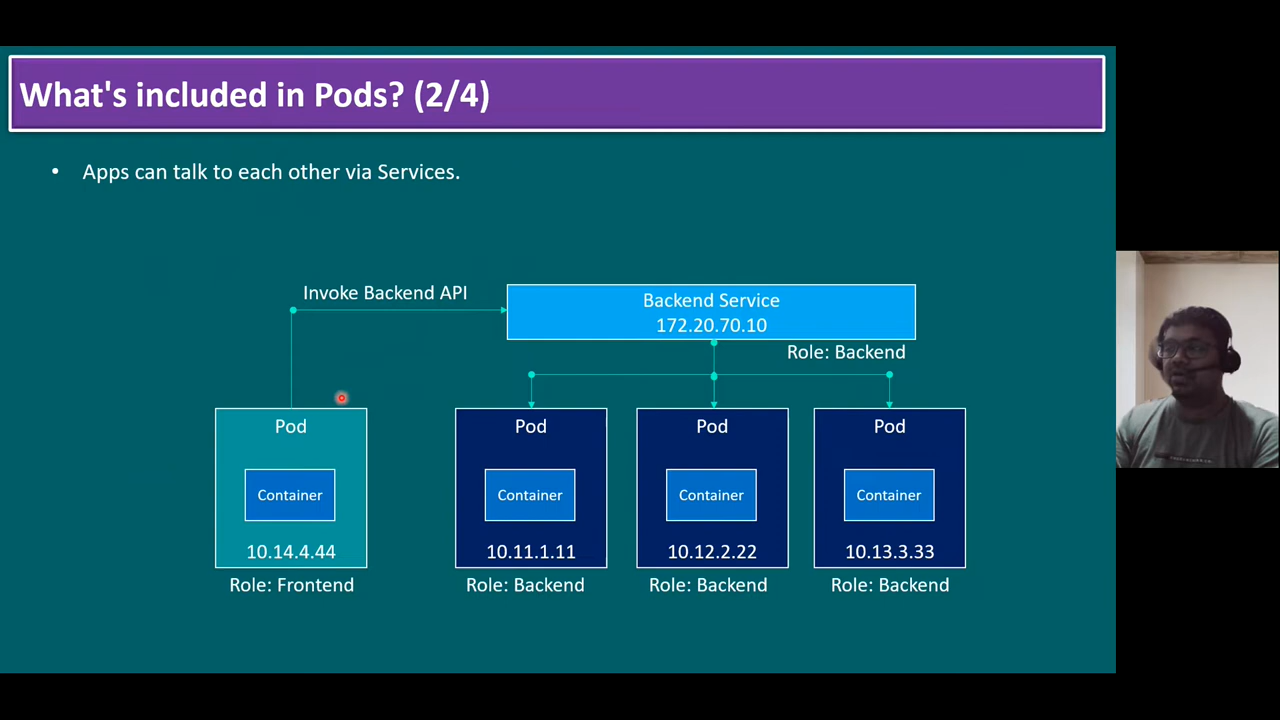 What's included in Pods? (2/4)
• Apps can talk to each other via Services.
Invoke Backend API
Backend Service
172.20.70.10
Role: Backend
Pod
Container
10.14.4.44
Role: Frontend
Pod
Container
10.11.1.11
Role: Backend
Pod
Container
10.12.2.22
Role: Backend
Pod
Container
10.13.3.33
Role: Backend